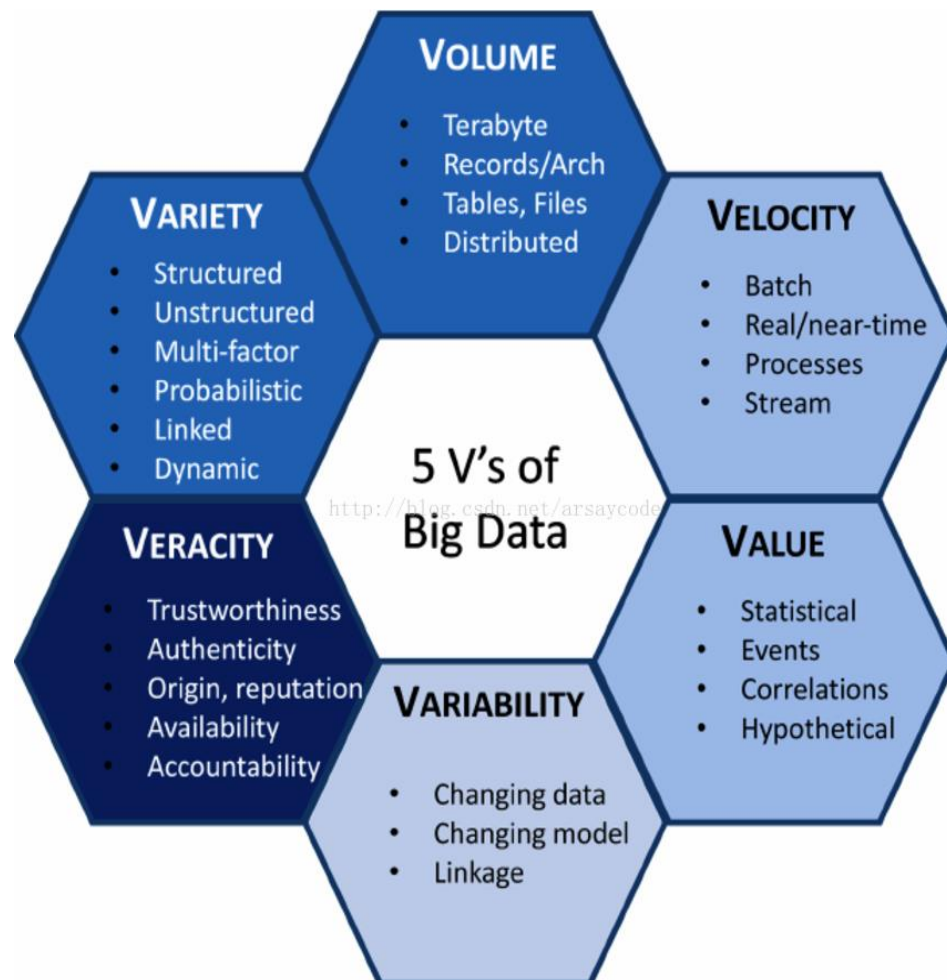 VOLUME
• Terabyte
• Records/Arch
• Tables, Files
• Distributed
VARIETY
• Structured
• Unstructured
• Multi-factor
• Probabilistic
• Linked
• Dynamic
VELOCITY
• Batch
• Real/near-time
• Processes
• Stream
5 V's of
http://blog.csdn.net/arsaycode
Big Data
VERACITY
• Trustworthiness
• Authenticity
• Origin, reputation
• Availability
• Accountability
VALUE
• Statistical
• Events
• Correlations
• Hypothetical
VARIABILITY
• Changing data
• Changing model
• Linkage